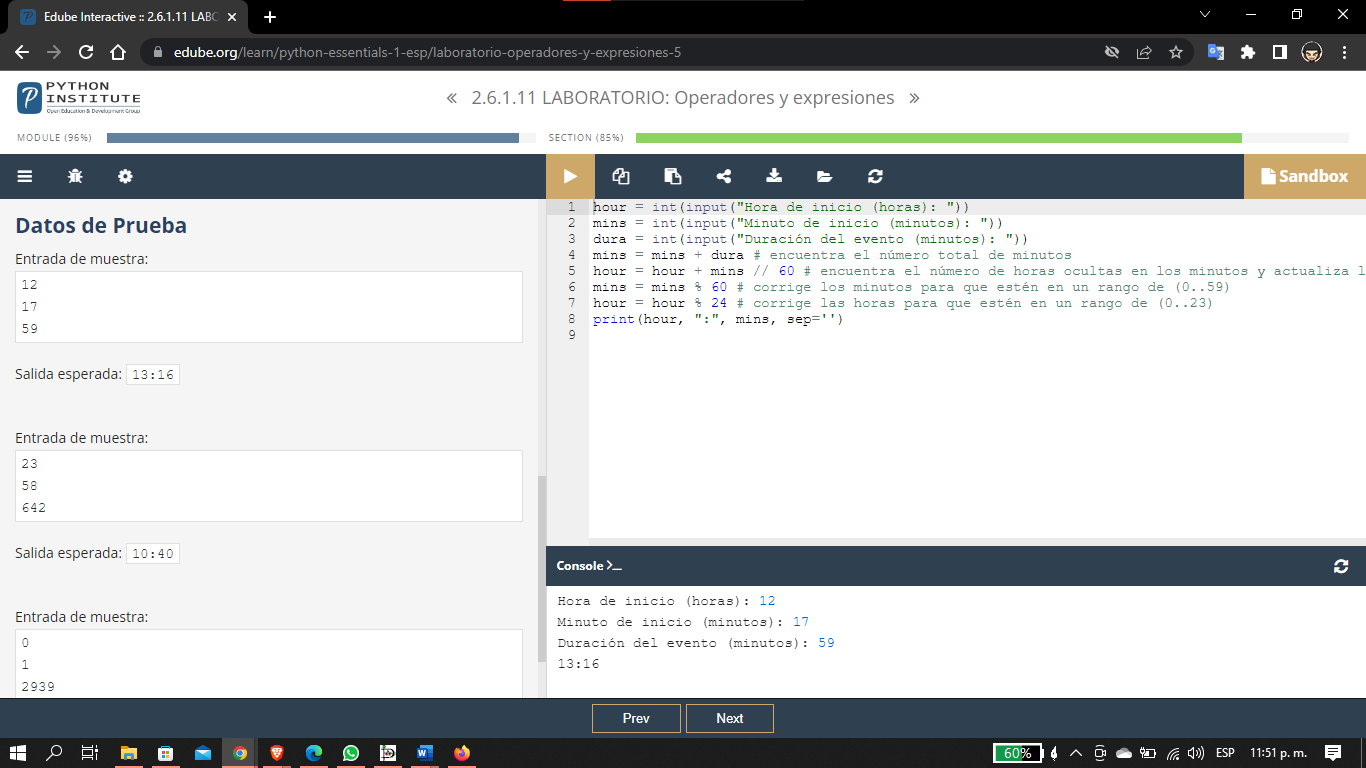 Edube Interactive :: 2.6.1.11 LABO
edube.org/learn/python-essentials-1-esp/laboratorio-operadores-y-expresiones-5
PYTHON
INSTITUTE
Open Education & Development Group
« 2.6.1.11 LABORATORIO: Operadores y expresiones »
MODULE (96%)
SECTION (85%)
Sandbox
Datos de Prueba
Entrada de muestra:
12
17
59
Salida esperada: 13:16
Entrada de muestra:
23
58
642
Salida esperada: 10:40
Entrada de muestra:
0
1
2939
1 hour = int(input("Hora de inicio (horas): "))
2 mins = int(input("Minuto de inicio (minutos): "))
3 dura = int(input("Duración del evento (minutos): "))
4 mins = mins + dura # encuentra el número total de minutos
5 hour = hour + mins // 60 # encuentra el número de horas ocultas en los minutos y actualiza l
6 mins = mins % 60 # corrige los minutos para que estén en un rango de (0..59)
7 hour = hour % 24 # corrige las horas para que estén en un rango de (0..23)
8 print(hour, ":", mins, sep='')
9
Console >_
Hora de inicio (horas): 12
Minuto de inicio (minutos): 17
Duración del evento (minutos): 59
13:16
Prev
Next
60%
ESP
11:51 p. m.